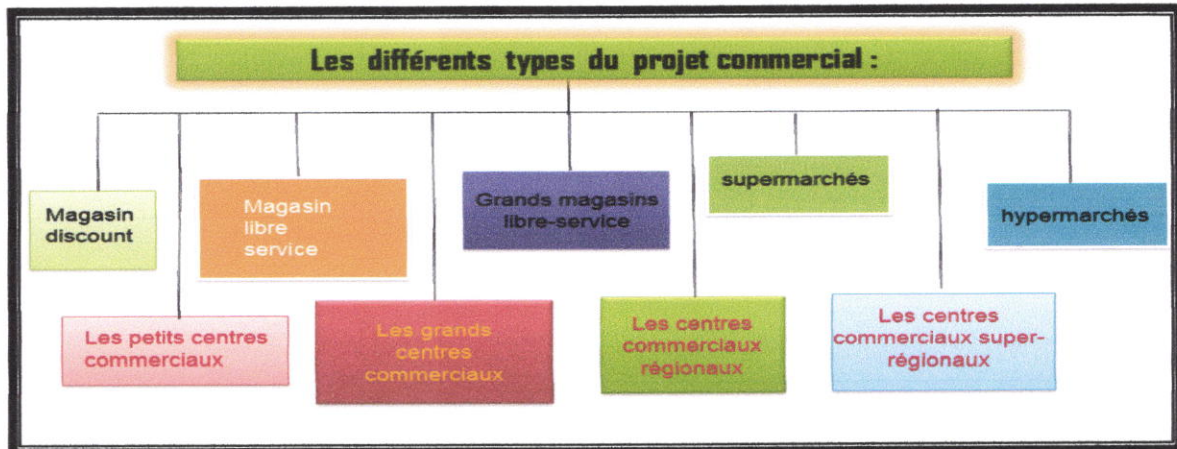 Les différents types du projet commercial :
Magasin
discount
Magasin
libre
service
Grands magasins
libre-service
supermarchés
hypermarchés
Les petits centres
commerciaux
Les grands
centres
commerciaux
Les centres
commerciaux
régionaux
Les centres
commerciaux super-
régionaux